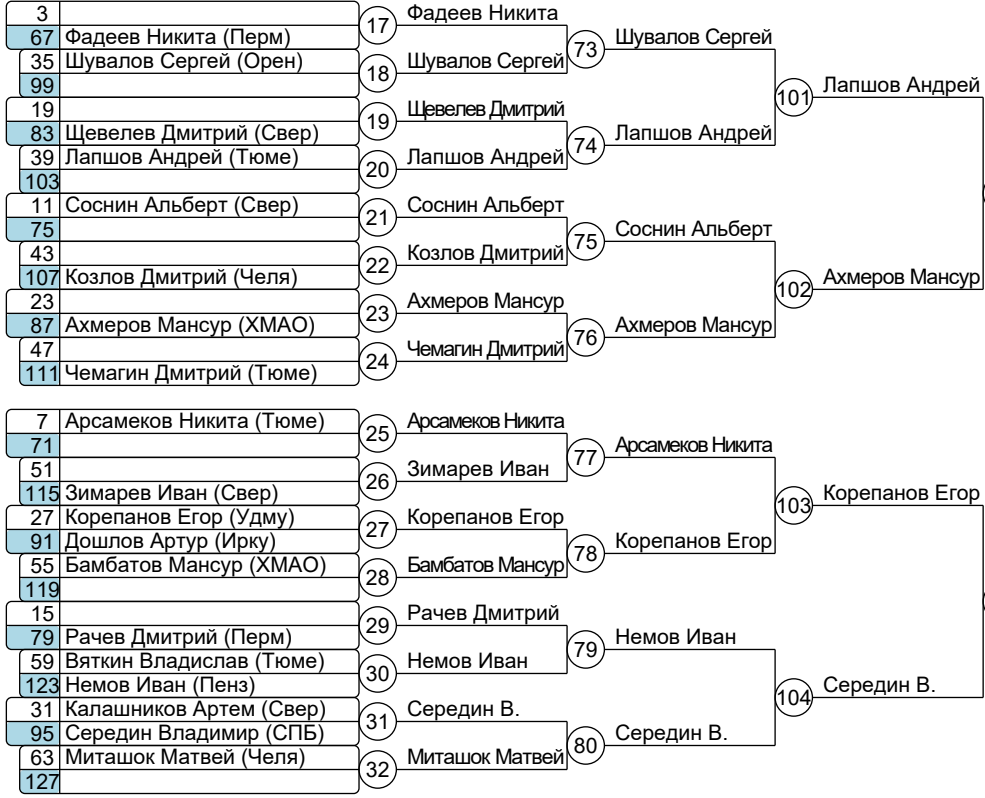 3
67 Фадеев Никита (Перм)
17 Фадеев Никита
35 Шувалов Сергей (Орен)
99
18 Шувалов Сергей
73 Шувалов Сергей
19
83 Щевелев Дмитрий (Свер)
19 Щевелев Дмитрий
39 Лапшов Андрей (Тюме)
103
20 Лапшов Андрей
74 Лапшов Андрей
101 Лапшов Андрей
11 Соснин Альберт (Свер)
75
21 Соснин Альберт
43
107 Козлов Дмитрий (Челя)
22 Козлов Дмитрий
75 Соснин Альберт
23
87 Ахмеров Мансур (ХМАО)
23 Ахмеров Мансур
47
111 Чемагин Дмитрий (Тюме)
24 Чемагин Дмитрий
76 Ахмеров Мансур
102 Ахмеров Мансур
7 Арсамеков Никита (Тюме)
71
25 Арсамеков Никита
51
115 Зимарев Иван (Свер)
26 Зимарев Иван
77 Арсамеков Никита
27 Корепанов Егор (Удму)
91 Дошлов Артур (Ирку)
27 Корепанов Егор
55 Бамбатов Мансур (ХМАО)
119
28 Бамбатов Мансур
78 Корепанов Егор
103 Корепанов Егор
15
79 Рачев Дмитрий (Перм)
29 Рачев Дмитрий
59 Вяткин Владислав (Тюме)
123 Немов Иван (Пенз)
30 Немов Иван
79 Немов Иван
31 Калашников Артем (Свер)
95 Середин Владимир (СПБ)
31 Середин В.
63 Миташок Матвей (Челя)
127
32 Миташок Матвей
80 Середин В.
104 Середин В.